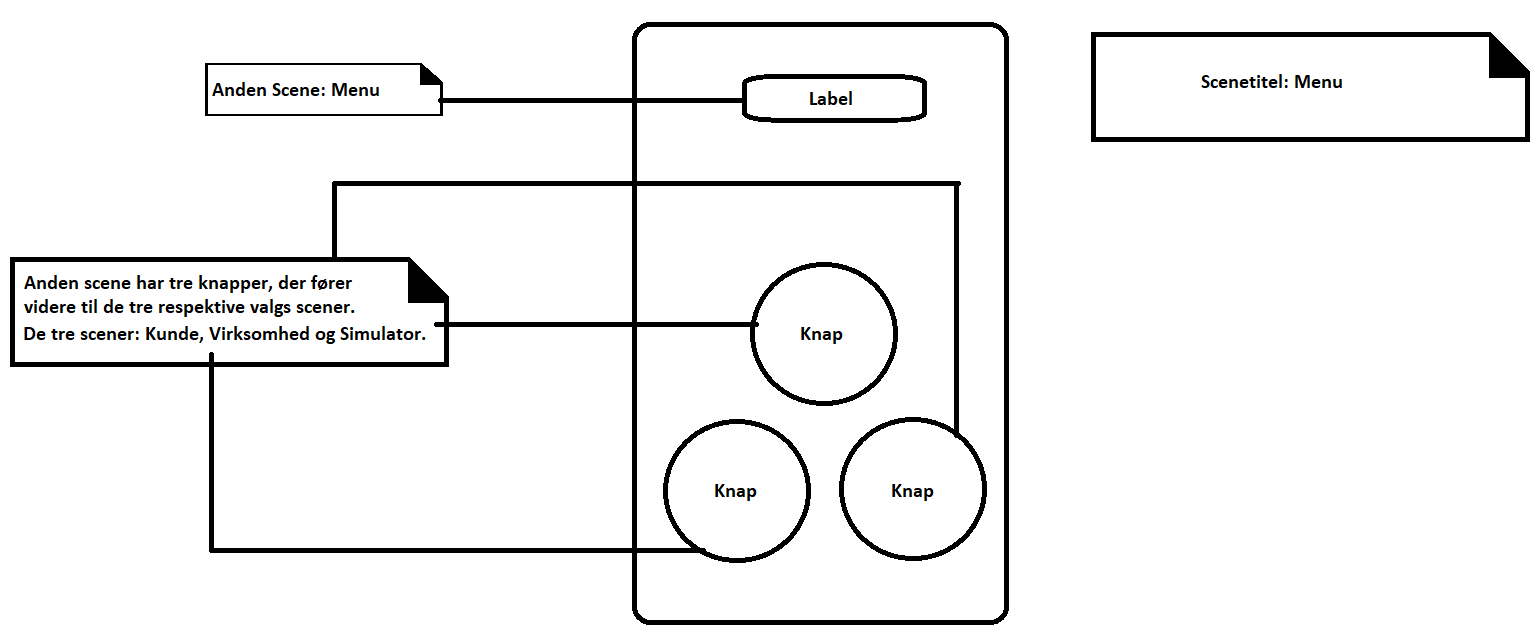 Anden Scene: Menu
Label
Scenetitel: Menu
Anden scene har tre knapper, der fører
videre til de tre respektive valgs scener.
De tre scener: Kunde, Virksomhed og Simulator.
Knap
Knap
Knap